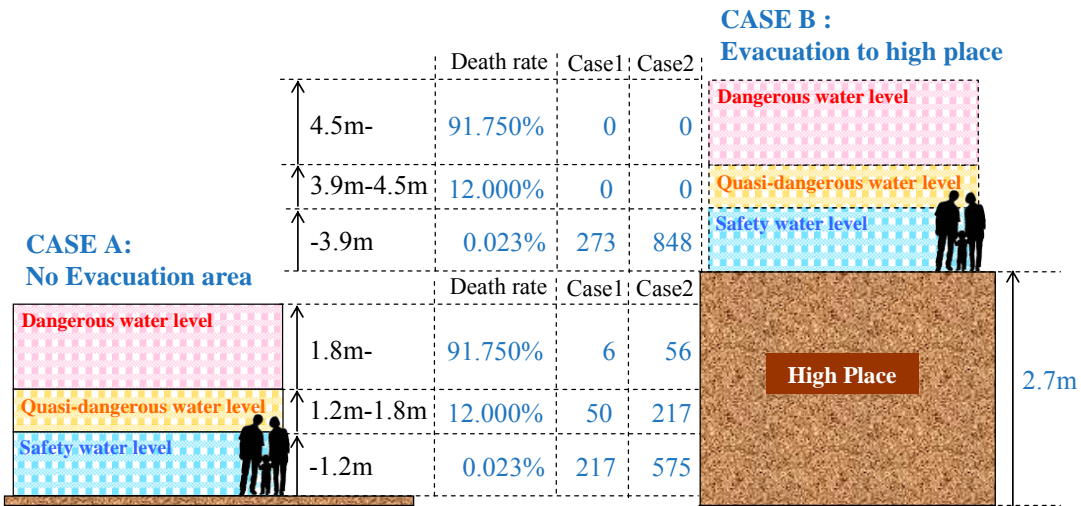 CASE B :
Evacuation to high place
Death rate Case1 Case2
Dangerous water level
4.5m- 91.750% 0 0
3.9m-4.5m 12.000% 0 0
Quasi-dangerous water level
-3.9m 0.023% 273 848
Safety water level
CASE A:
No Evacuation area
Death rate Case1 Case2
Dangerous water level
1.8m- 91.750% 6 56
High Place
2.7m
Quasi-dangerous water level
1.2m-1.8m 12.000% 50 217
Safety water level
-1.2m 0.023% 217 575